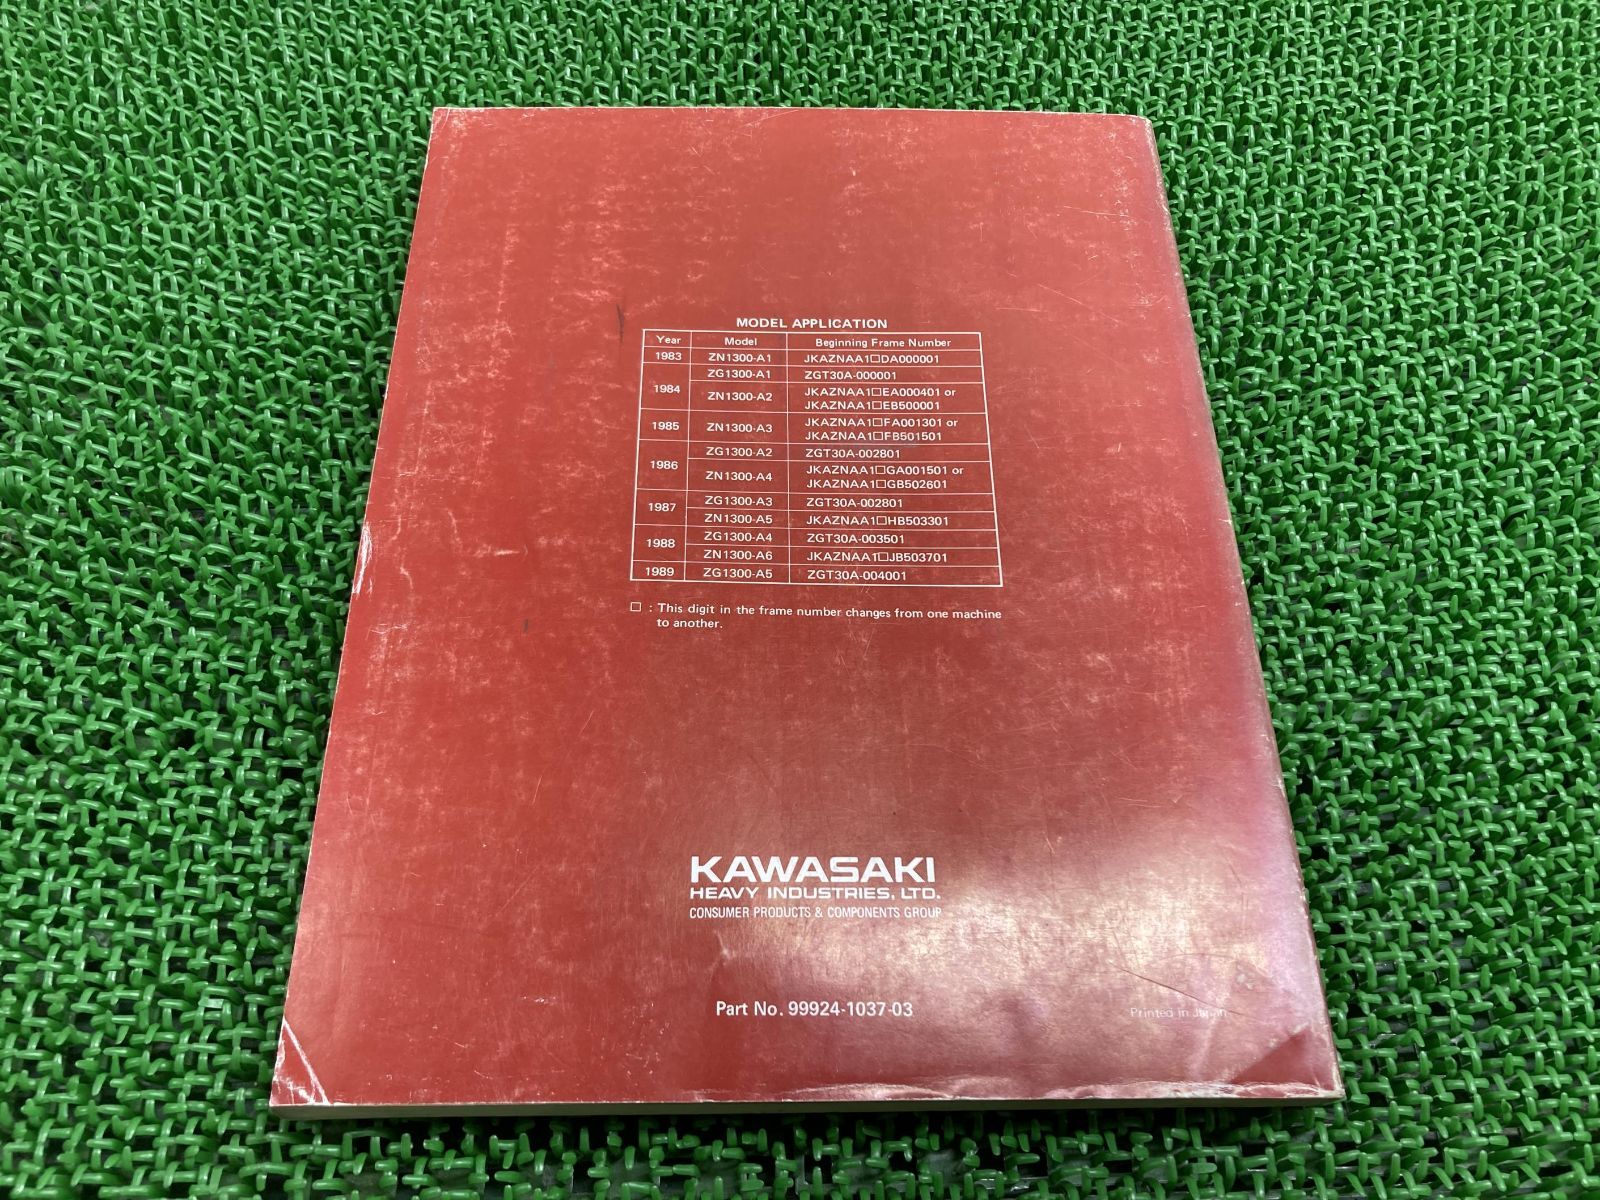 MODEL APPLICATION
Year Model Beginning Frame Number
1983 ZN1300-A1 JKAZNAA1□DA000001
1984 ZG1300-A1 ZGT30A-000001
ZN1300-A2 JKAZNAA1□EA000401 or
JKAZNAA1□EB500001
1985 ZN1300-A3 JKAZNAA1□FA001301 or
JKAZNAA1□FB501501
1986 ZG1300-A2 ZGT30A-002801
ZN1300-A4 JKAZNAA1□GA001501 or
JKAZNAA1□GB502601
1987 ZG1300-A3 ZGT30A-002801
ZN1300-A5 JKAZNAA1□HB503301
1988 ZG1300-A4 ZGT30A-003501
ZN1300-A6 JKAZNAA1□JB503701
1989 ZG1300-A5 ZGT30A-004001
□ : This digit in the frame number changes from one machine
to another.
KAWASAKI
HEAVY INDUSTRIES, LTD.
CONSUMER PRODUCTS & COMPONENTS GROUP
Part No. 99924-1037-03
Printed in Japan